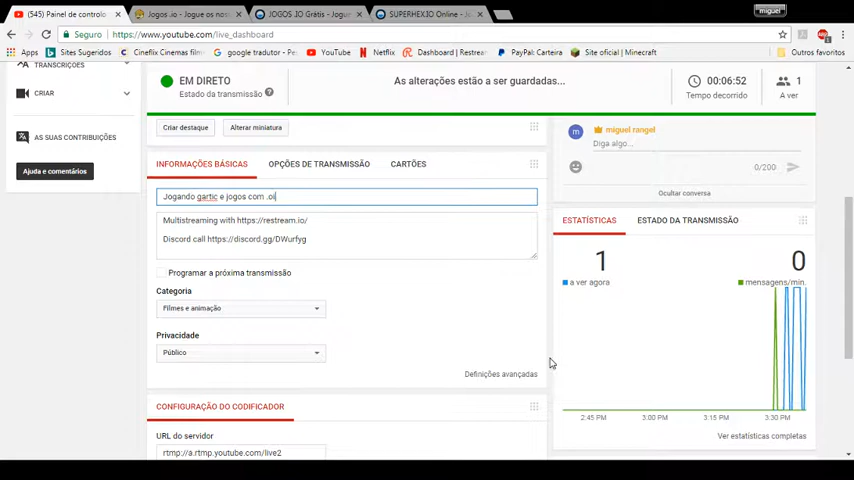 miguel
(545) Painel de controlo
Jogos .io - Jogue os nos
JOGOS .IO Grátis - Jogue
SUPERHEX.IO Online - Jo
Seguro
https://www.youtube.com/live_dashboard
Apps
Sites Sugeridos
Cineflix Cinemas film
google tradutor
YouTube
Netflix
Dashboard | Restrea
PayPal: Carteira
Site oficial | Minecraft
Outros favoritos
TRANSCRIÇÕES
CRIAR
AS SUAS CONTRIBUIÇÕES
Ajuda e comentários
EM DIRETO
Estado da transmissão
As alterações estão a ser guardadas...
00:06:52
Tempo decorrido
1
A ver
Criar destaque
Alterar miniatura
INFORMAÇÕES BÁSICAS
OPÇÕES DE TRANSMISSÃO
CARTÕES
Jogando gartic e jogos com .oi
Multistreaming with https://restream.io/
Discord call https://discord.gg/DWurfyg
Programar a próxima transmissão
Categoria
Filmes e animação
Privacidade
Público
Definições avançadas
CONFIGURAÇÃO DO CODIFICADOR
URL do servidor
rtmp://a.rtmp.youtube.com/live2
m
miguel rangel
Diga algo...
0/200
Ocultar conversa
ESTATÍSTICAS
ESTADO DA TRANSMISSÃO
1
a ver agora
0
mensagens/min.
2:45 PM
3:00 PM
3:15 PM
3:30 PM
Ver estatísticas completas